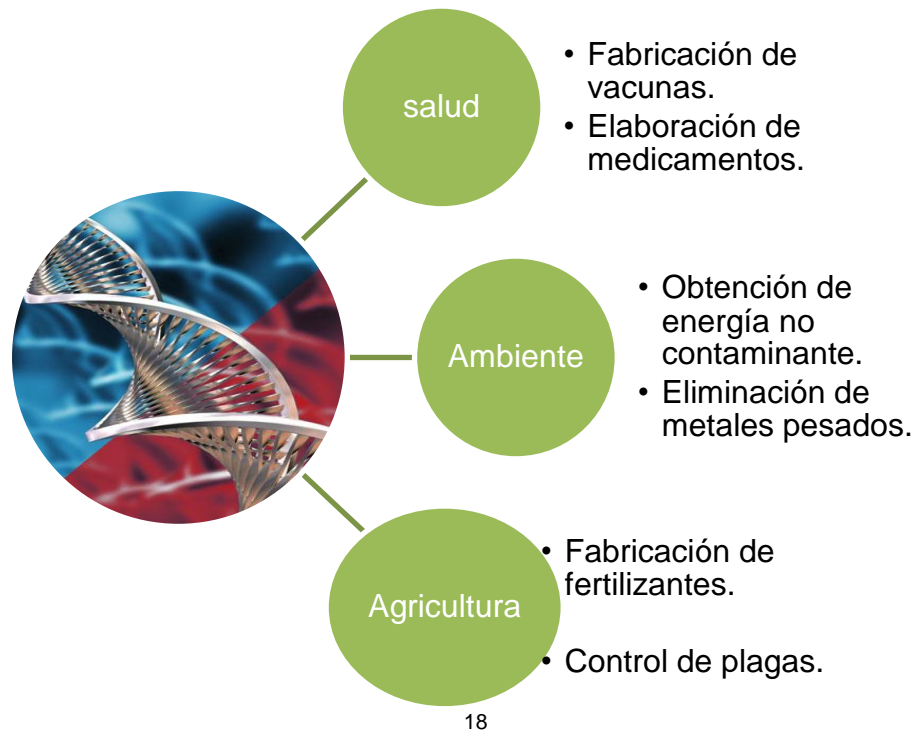 salud
• Fabricación de
vacunas.
• Elaboración de
medicamentos.
Ambiente
• Obtención de
energía no
contaminante.
• Eliminación de
metales pesados.
Agricultura
• Fabricación de
fertilizantes.
• Control de plagas.
18